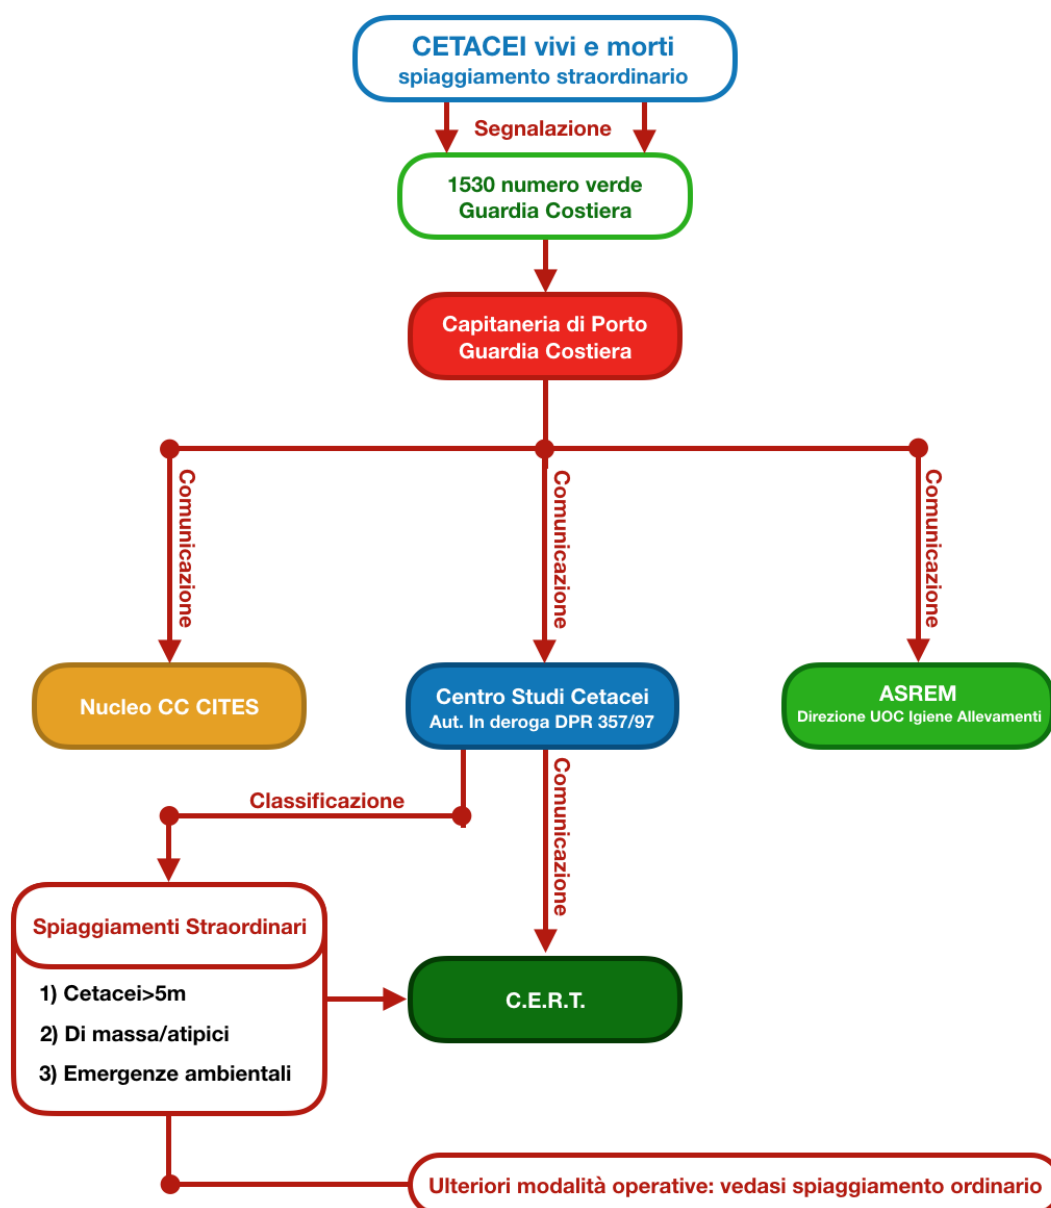 CETACEI vivi e morti
spiaggiamento straordinario
Segnalazione
1530 numero verde
Guardia Costiera
Capitaneria di Porto
Guardia Costiera
Comunicazione
Comunicazione
Comunicazione
Nucleo CC CITES
Centro Studi Cetacei
Aut. In deroga DPR 357/97
ASREM
Direzione UOC Igiene Allevamenti
Classificazione
Comunicazione
Spiaggiamenti Straordinari
1) Cetacei>5m
2) Di massa/atipici
3) Emergenze ambientali
C.E.R.T.
Ulteriori modalità operative: vedasi spiaggiamento ordinario